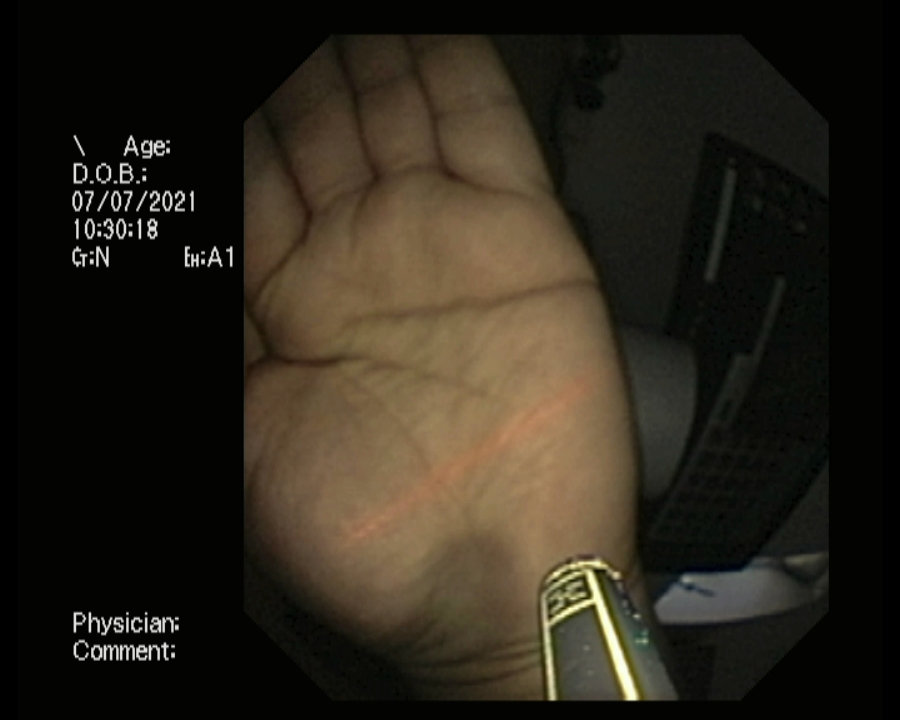 \ Age:
D.O.B.:
07/07/2021
10:30:18
Cr:N Eh:A1
Physician:
Comment: